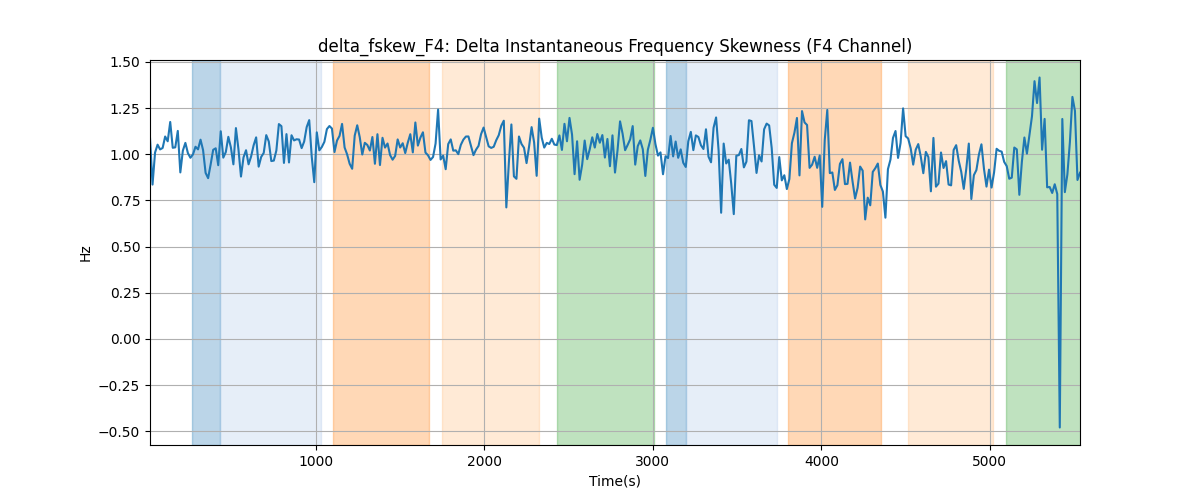 delta_fskew_F4: Delta Instantaneous Frequency Skewness (F4 Channel)
1.50
1.25
1.00
0.75
0.50
0.25
0.00
−0.25
−0.50
Hz
1000 2000 3000 4000 5000
Time(s)